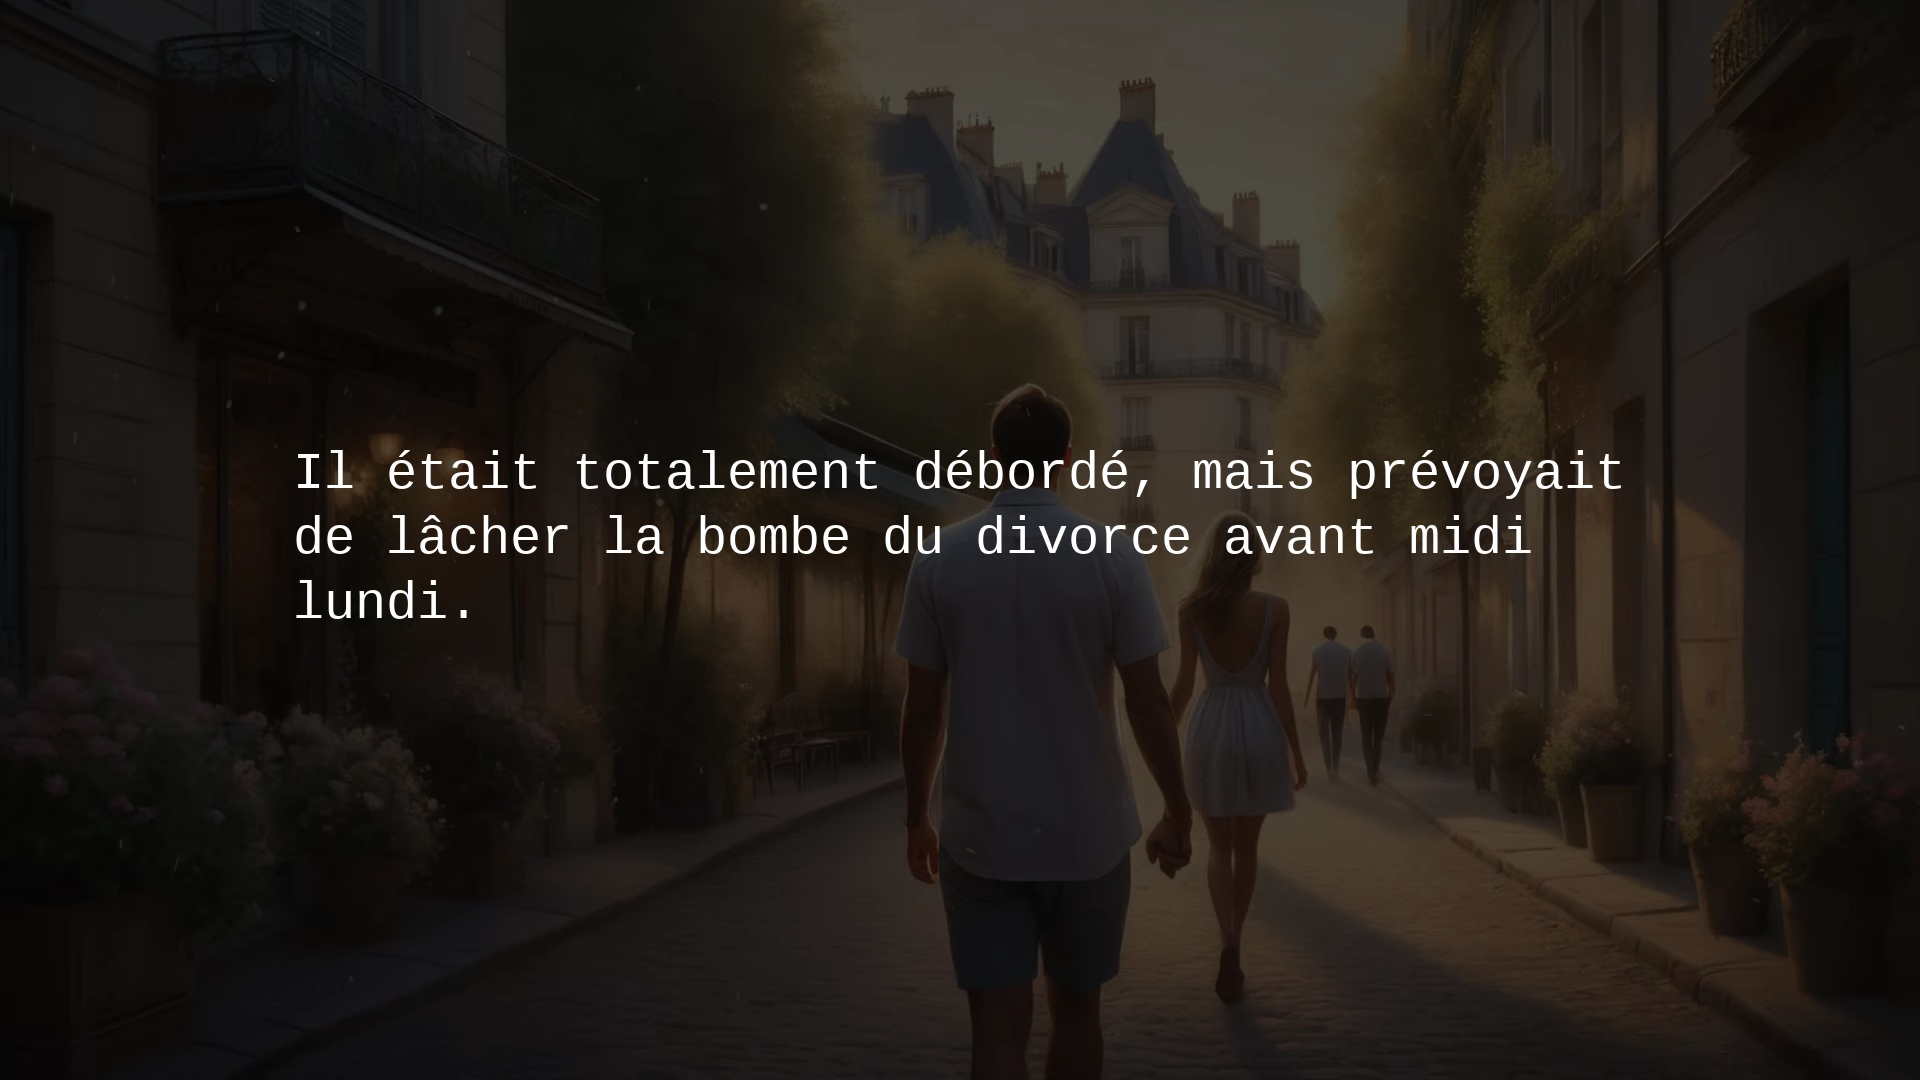 Il était totalement débordé, mais prévoyait
de lâcher la bombe du divorce avant midi
lundi.